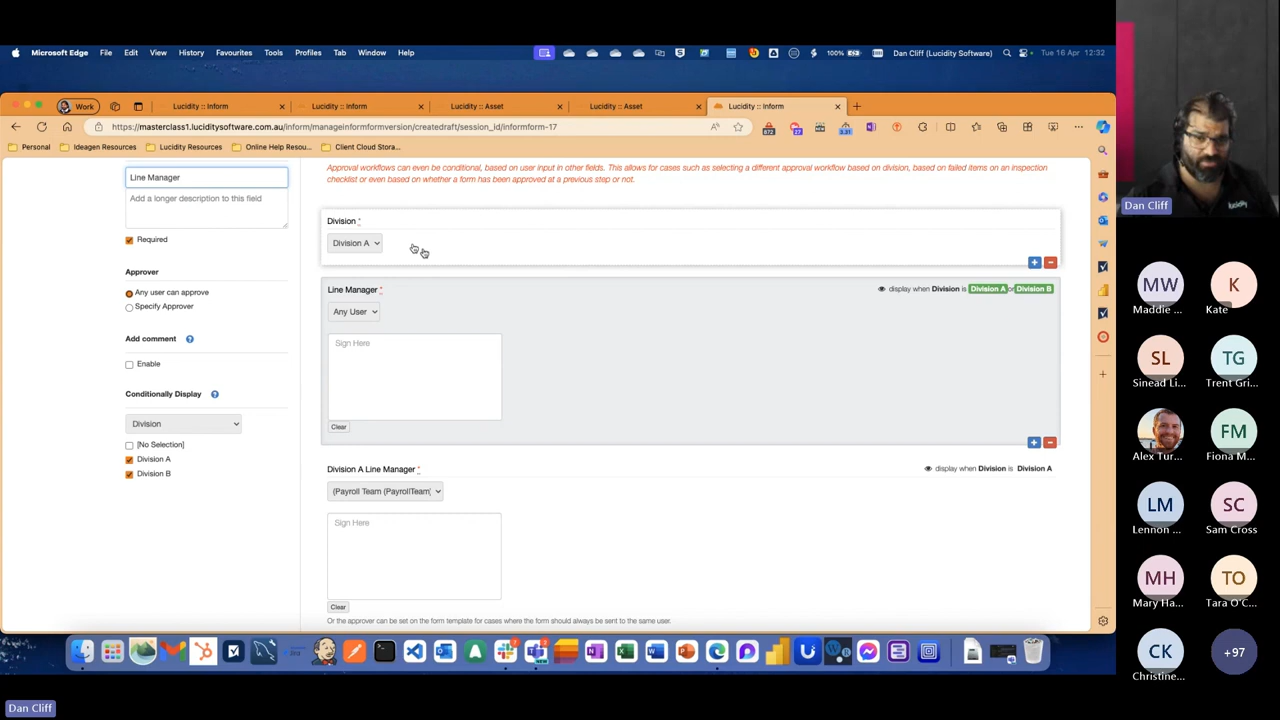 Microsoft Edge File Edit View History Favourites Tools Profiles Tab Window Help 100% Dan Cliff (Lucidity Software) Tue 16 Apr 12:32
Work Lucidity :: Inform Lucidity :: Inform Lucidity :: Asset Lucidity :: Asset Lucidity :: Inform
https://masterclass1.luciditysoftware.com.au/inform/manageinformformversion/createdraft/session_id/informform-17
Personal Ideagen Resources Lucidity Resources Online Help Resou... Client Cloud Stora...
Line Manager
Add a longer description to this field
Required
Approver
Any user can approve
Specify Approver
Add comment
Enable
Conditionally Display
Division
[No Selection]
Division A
Division B
Approval workflows can even be conditional, based on user input in other fields. This allows for cases such as selecting a different approval workflow based on division, based on failed items on an inspection
checklist or even based on whether a form has been approved at a previous step or not.
Division *
Division A
Line Manager *
display when Division is Division A or Division B
Any User
Sign Here
Clear
Division A Line Manager *
display when Division is Division A
(Payroll Team (PayrollTeam)
Sign Here
Clear
Or the approver can be set on the form template for cases where the form should always be sent to the same user.
Dan Cliff
MW K
Maddie ... Kate
SL TG
Sinead Li... Trent Gri...
FM
Alex Tur... Fiona M...
LM SC
Lennon ... Sam Cross
MH TO
Mary Ha... Tara O'C...
CK +97
Christine...
Dan Cliff